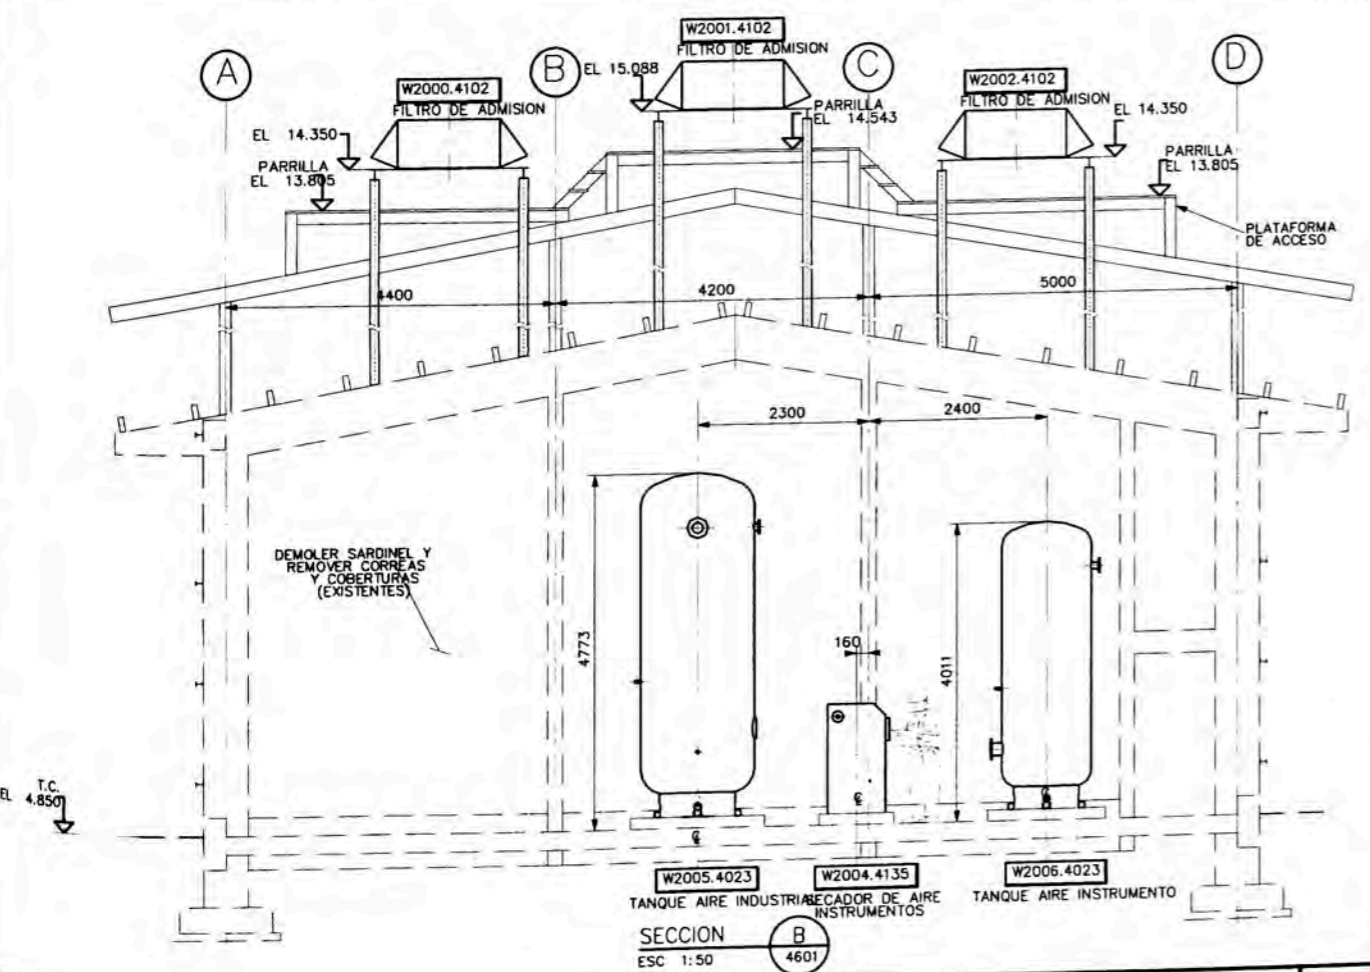 A
B
C
D
W2001.4102
FILTRO DE ADMISION
W2000.4102
FILTRO DE ADMISION
W2002.4102
FILTRO DE ADMISION
EL 15.088
EL 14.350
PARRILLA
EL 13.805
PARRILLA
EL 14.543
EL 14.350
PARRILLA
EL 13.805
PLATAFORMA
DE ACCESO
4400
4200
5000
2300
2400
DEMOLER SARDINEL Y
REMOVER CORREAS
Y COBERTURAS
(EXISTENTES)
4773
160
4011
T.C.
EL 4.850
W2005.4023
TANQUE AIRE INDUSTRIAL
W2004.4135
SECADOR DE AIRE
INSTRUMENTOS
W2006.4023
TANQUE AIRE INSTRUMENTO
SECCION
ESC 1:50
B
4601